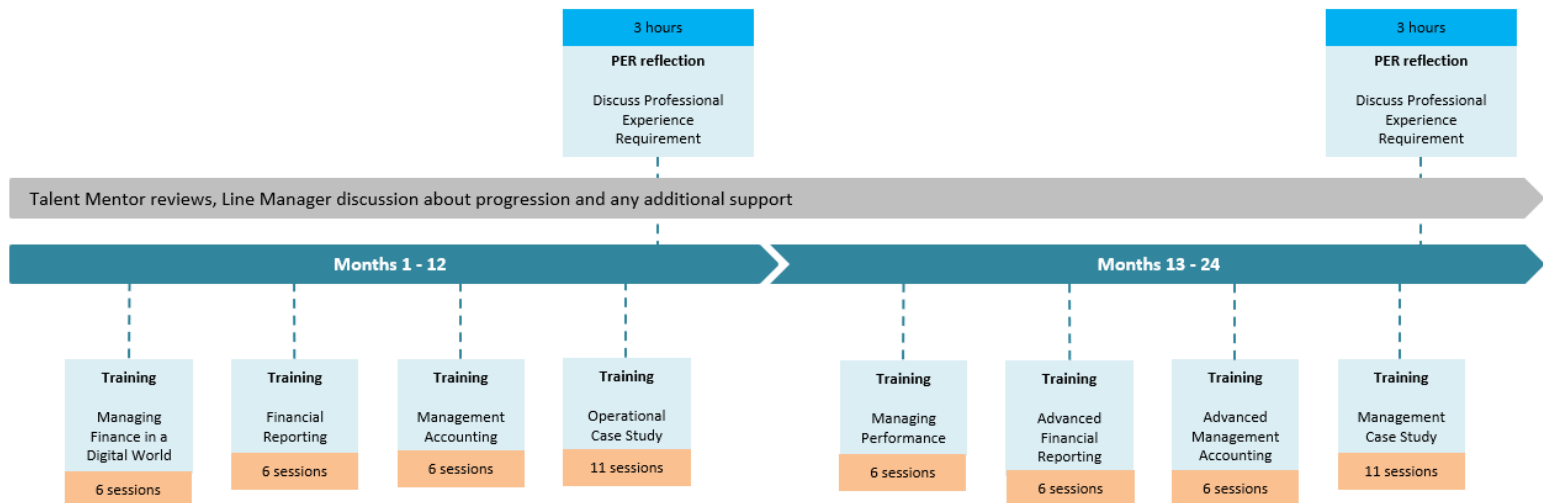 3 hours
PER reflection
Discuss Professional
Experience
Requirement
3 hours
PER reflection
Discuss Professional
Experience
Requirement
Talent Mentor reviews, Line Manager discussion about progression and any additional support
Months 1 - 12
Months 13 - 24
Training
Managing
Finance in a
Digital World
6 sessions
Training
Financial
Reporting
6 sessions
Training
Management
Accounting
6 sessions
Training
Operational
Case Study
11 sessions
Training
Managing
Performance
6 sessions
Training
Advanced
Financial
Reporting
6 sessions
Training
Advanced
Management
Accounting
6 sessions
Training
Management
Case Study
11 sessions